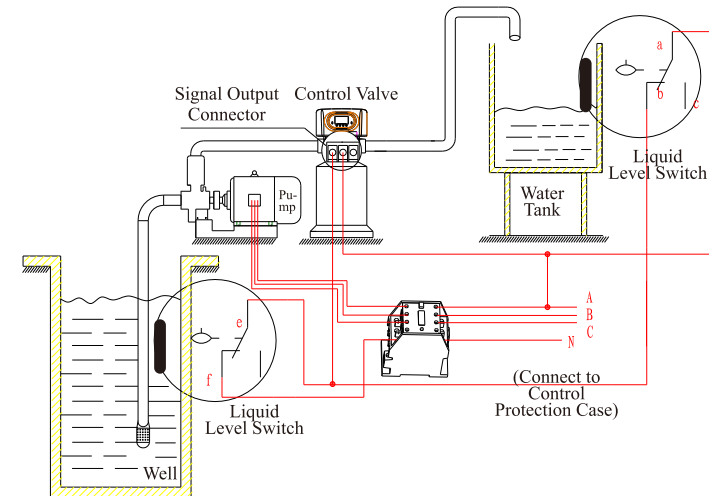 a
b
c
Signal Output
Connector
Control Valve
Liquid
Level Switch
Pu-
mp
Water
Tank
A
B
C
N
e
f
(Connect to
Control
Protection Case)
Liquid
Level Switch
Well